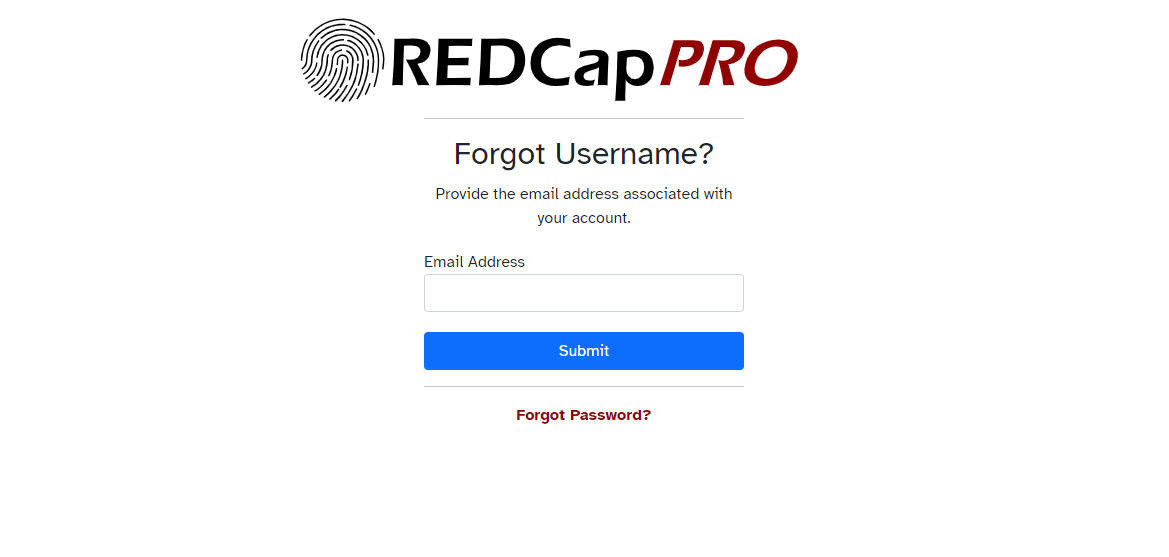 REDCapPRO
Forgot Username?
Provide the email address associated with
your account.
Email Address
Submit
Forgot Password?